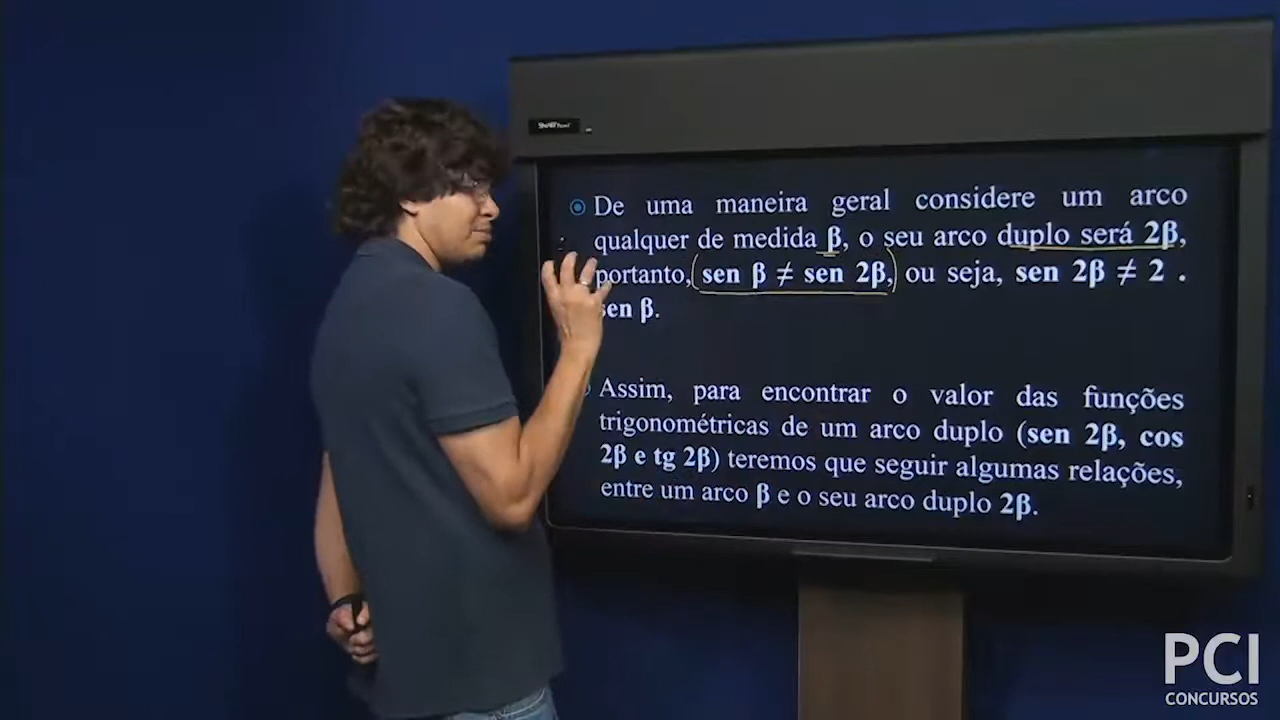 De uma maneira geral considere um arco
qualquer de medida β, o seu arco duplo será 2β,
portanto, sen β ≠ sen 2β, ou seja, sen 2β ≠ 2 .
sen β.
Assim, para encontrar o valor das funções
trigonométricas de um arco duplo (sen 2β, cos
2β e tg 2β) teremos que seguir algumas relações,
entre um arco β e o seu arco duplo 2β.
PCI
CONCURSOS